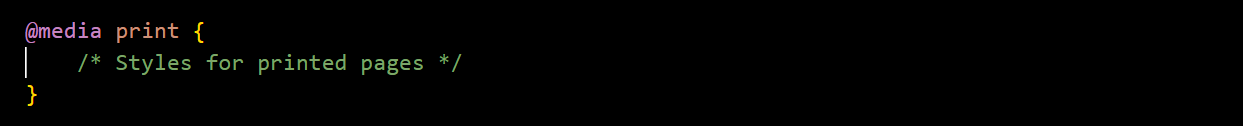 @media print {
    /* Styles for printed pages */
}